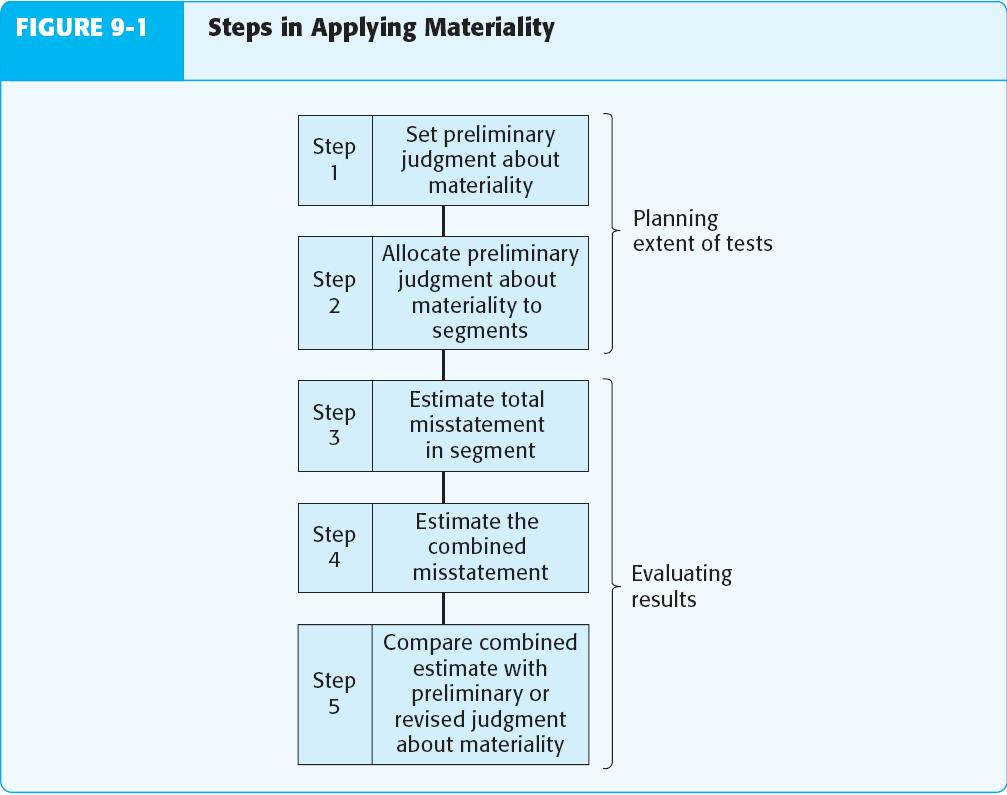 FIGURE 9-1
Steps in Applying Materiality
Step
1
Set preliminary
judgment about
materiality
Step
2
Allocate preliminary
judgment about
materiality to
segments
Planning
extent of tests
Step
3
Estimate total
misstatement
in segment
Step
4
Estimate the
combined
misstatement
Step
5
Compare combined
estimate with
preliminary or
revised judgment
about materiality
Evaluating
results